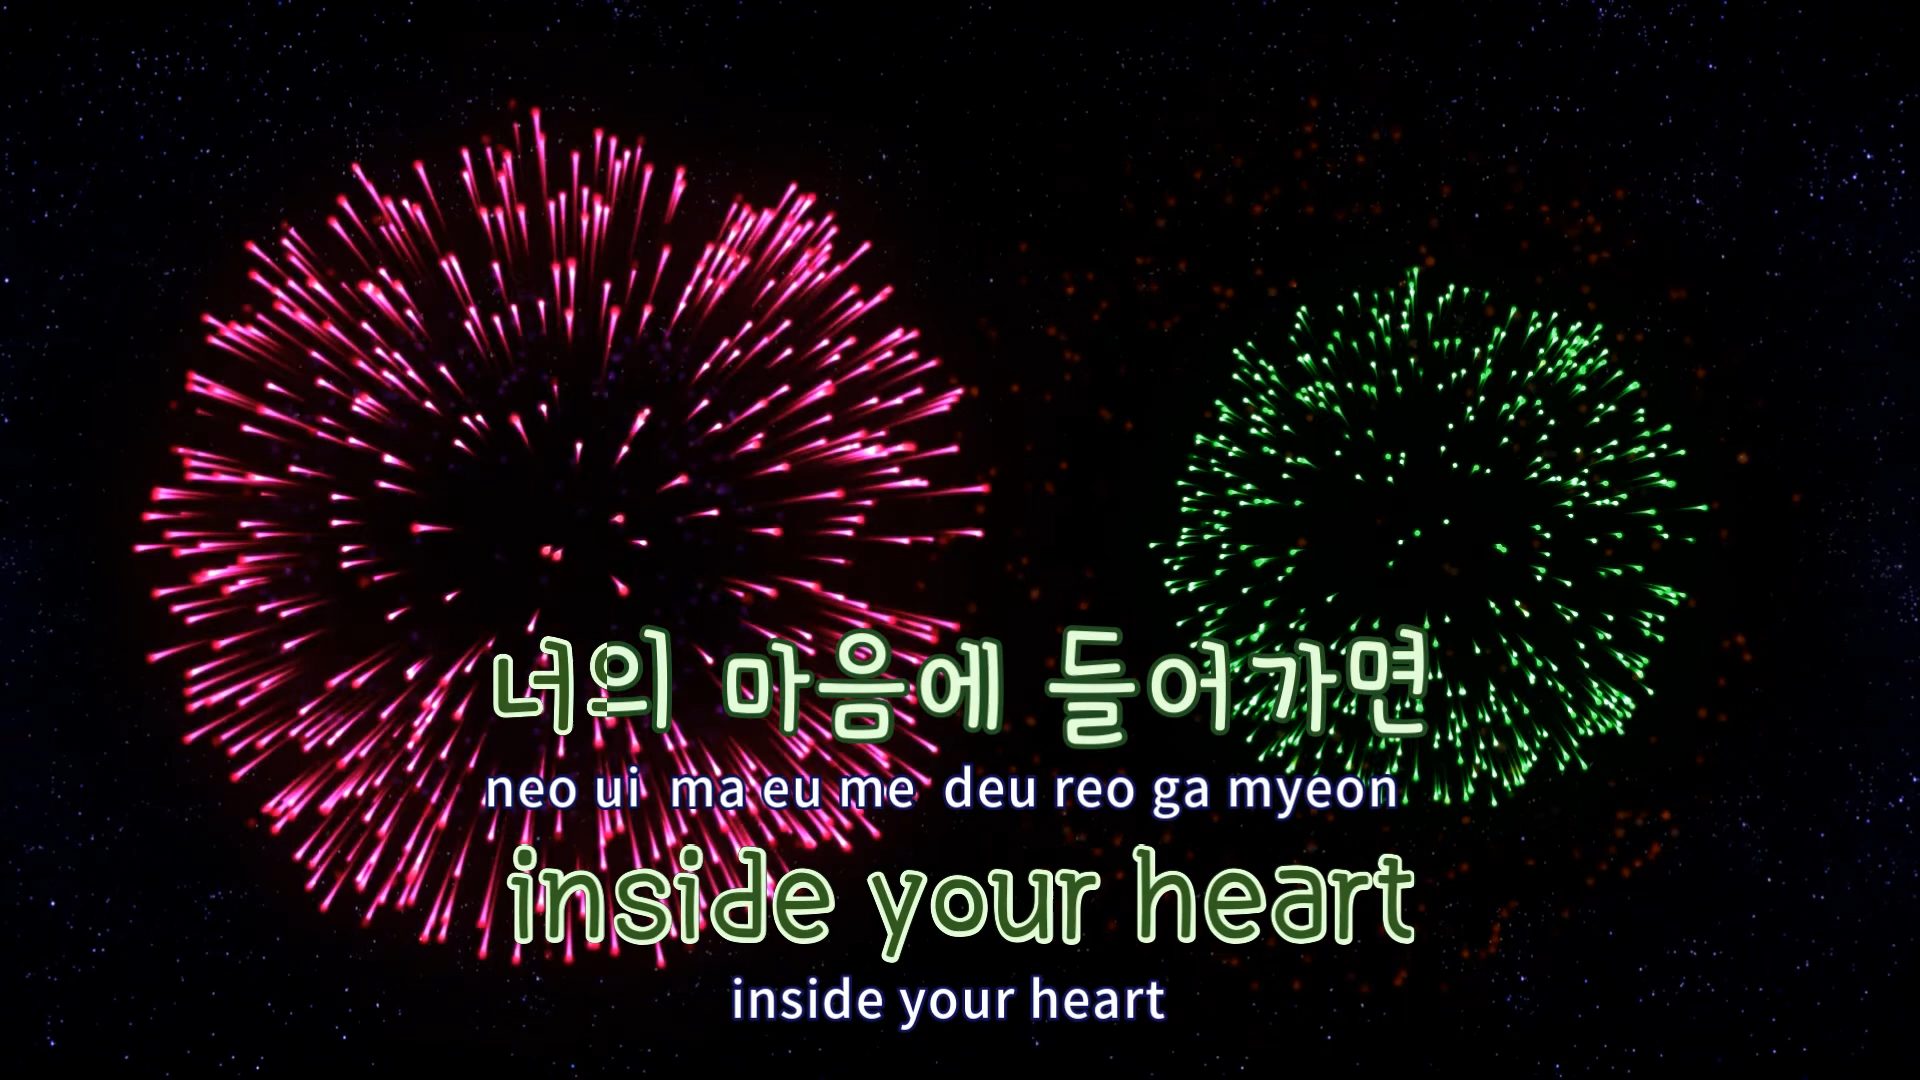 너의 마음에 들어가면
neo ui ma eu me deu reo ga myeon
inside your heart
inside your heart